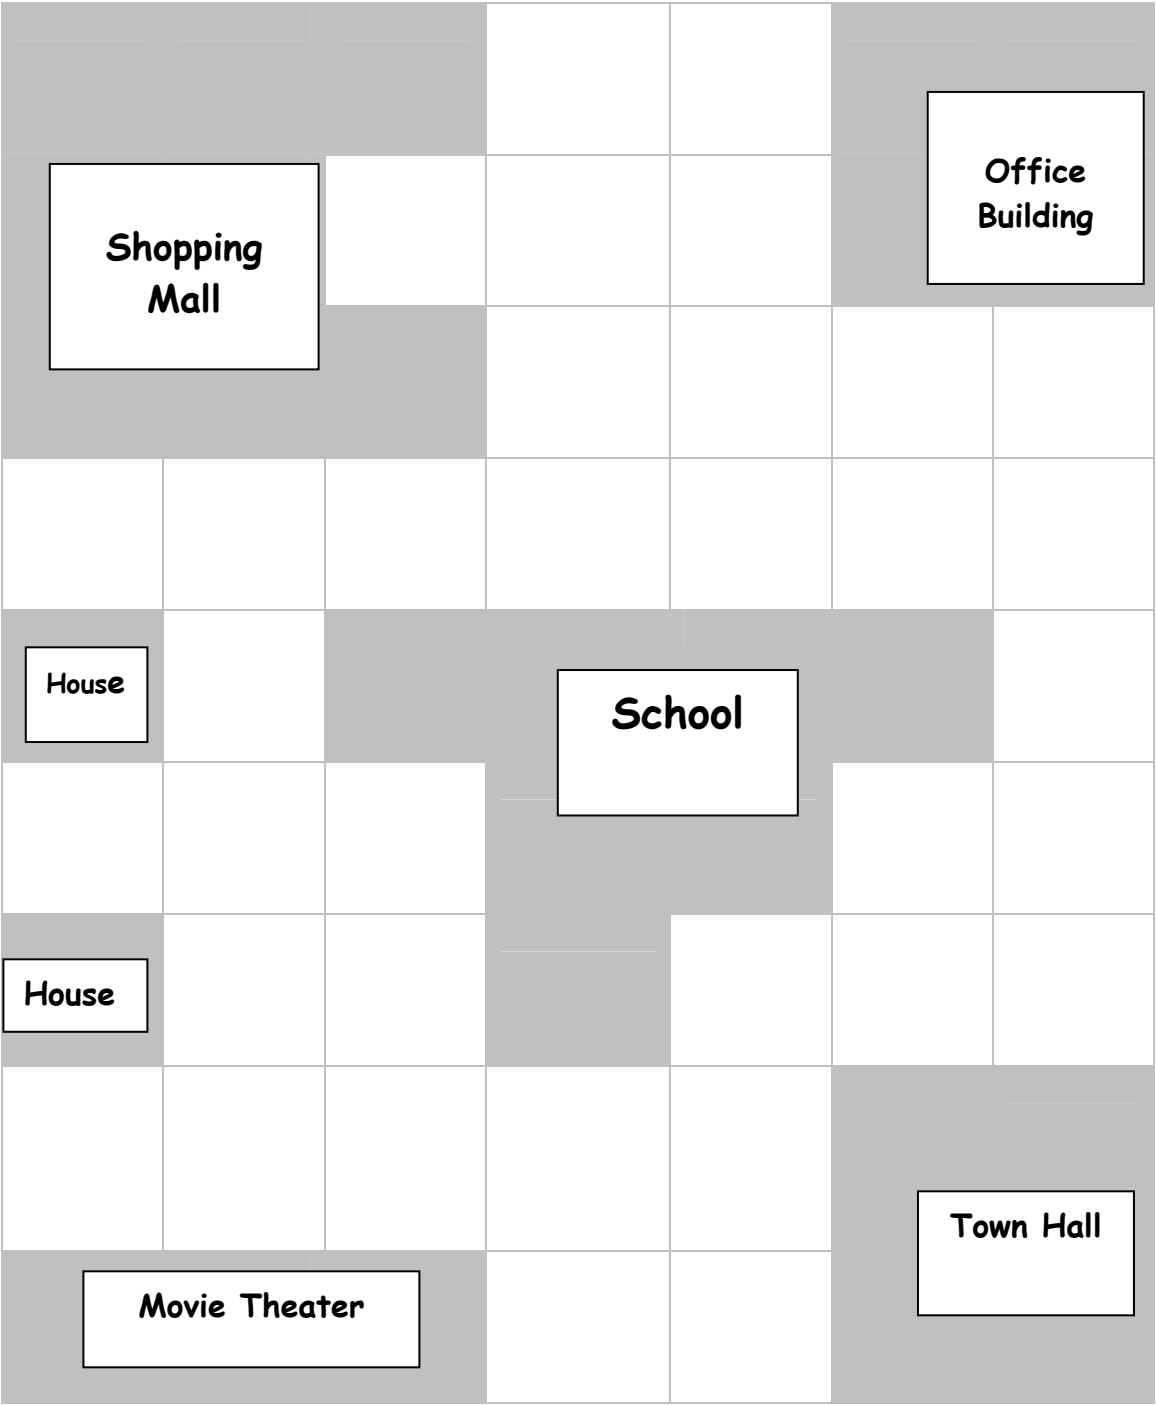 Office
Building
Shopping
Mall
House
School
House
Town Hall
Movie Theater